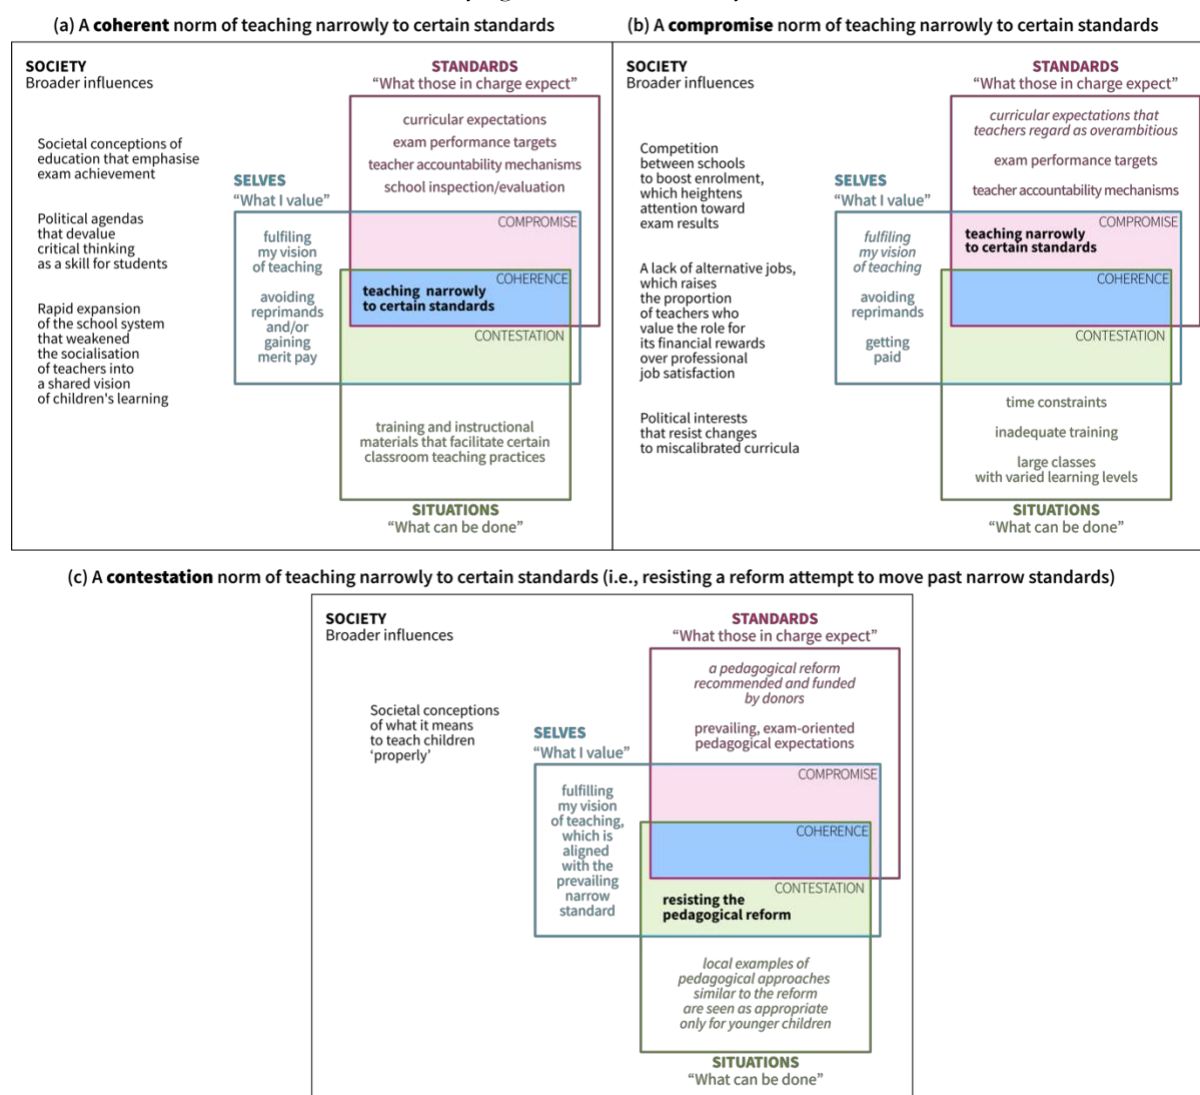 (a) A coherent norm of teaching narrowly to certain standards
SOCIETY
Broader influences
STANDARDS
“What those in charge expect”
curricular expectations
exam performance targets
teacher accountability mechanisms
school inspection/evaluation
Societal conceptions of
education that emphasise
exam achievement
Political agendas
that devalue
critical thinking
as a skill for students
Rapid expansion
of the school system
that weakened
the socialisation
of teachers into
a shared vision
of children's learning
SELVES
“What I value”
fulfiling
my vision
of teaching
avoiding
reprimands
and/or
gaining
merit pay
COMPROMISE
COHERENCE
teaching narrowly
to certain standards
CONTESTATION
training and instructional
materials that facilitate certain
classroom teaching practices
SITUATIONS
“What can be done”
(b) A compromise norm of teaching narrowly to certain standards
SOCIETY
Broader influences
STANDARDS
“What those in charge expect”
curricular expectations that
teachers regard as overambitious
exam performance targets
teacher accountability mechanisms
Competition
between schools
to boost enrolment,
which heightens
attention toward
exam results
A lack of alternative jobs,
which raises
the proportion
of teachers who
value the role for
its financial rewards
over professional
job satisfaction
Political interests
that resist changes
to miscalibrated curricula
SELVES
“What I value”
fulfiling
my vision
of teaching
avoiding
reprimands
getting
paid
COMPROMISE
teaching narrowly
to certain standards
COHERENCE
CONTESTATION
time constraints
inadequate training
large classes
with varied learning levels
SITUATIONS
“What can be done”
(c) A contestation norm of teaching narrowly to certain standards (i.e., resisting a reform attempt to move past narrow standards)
SOCIETY
Broader influences
STANDARDS
“What those in charge expect”
a pedagogical reform
recommended and funded
by donors
prevailing, exam-oriented
pedagogical expectations
Societal conceptions
of what it means
to teach children
‘properly’
SELVES
“What I value”
fulfilling
my vision
of teaching,
which is
aligned
with the
prevailing
narrow
standard
COMPROMISE
COHERENCE
CONTESTATION
resisting the
pedagogical reform
local examples of
pedagogical approaches
similar to the reform
are seen as appropriate
only for younger children
SITUATIONS
“What can be done”